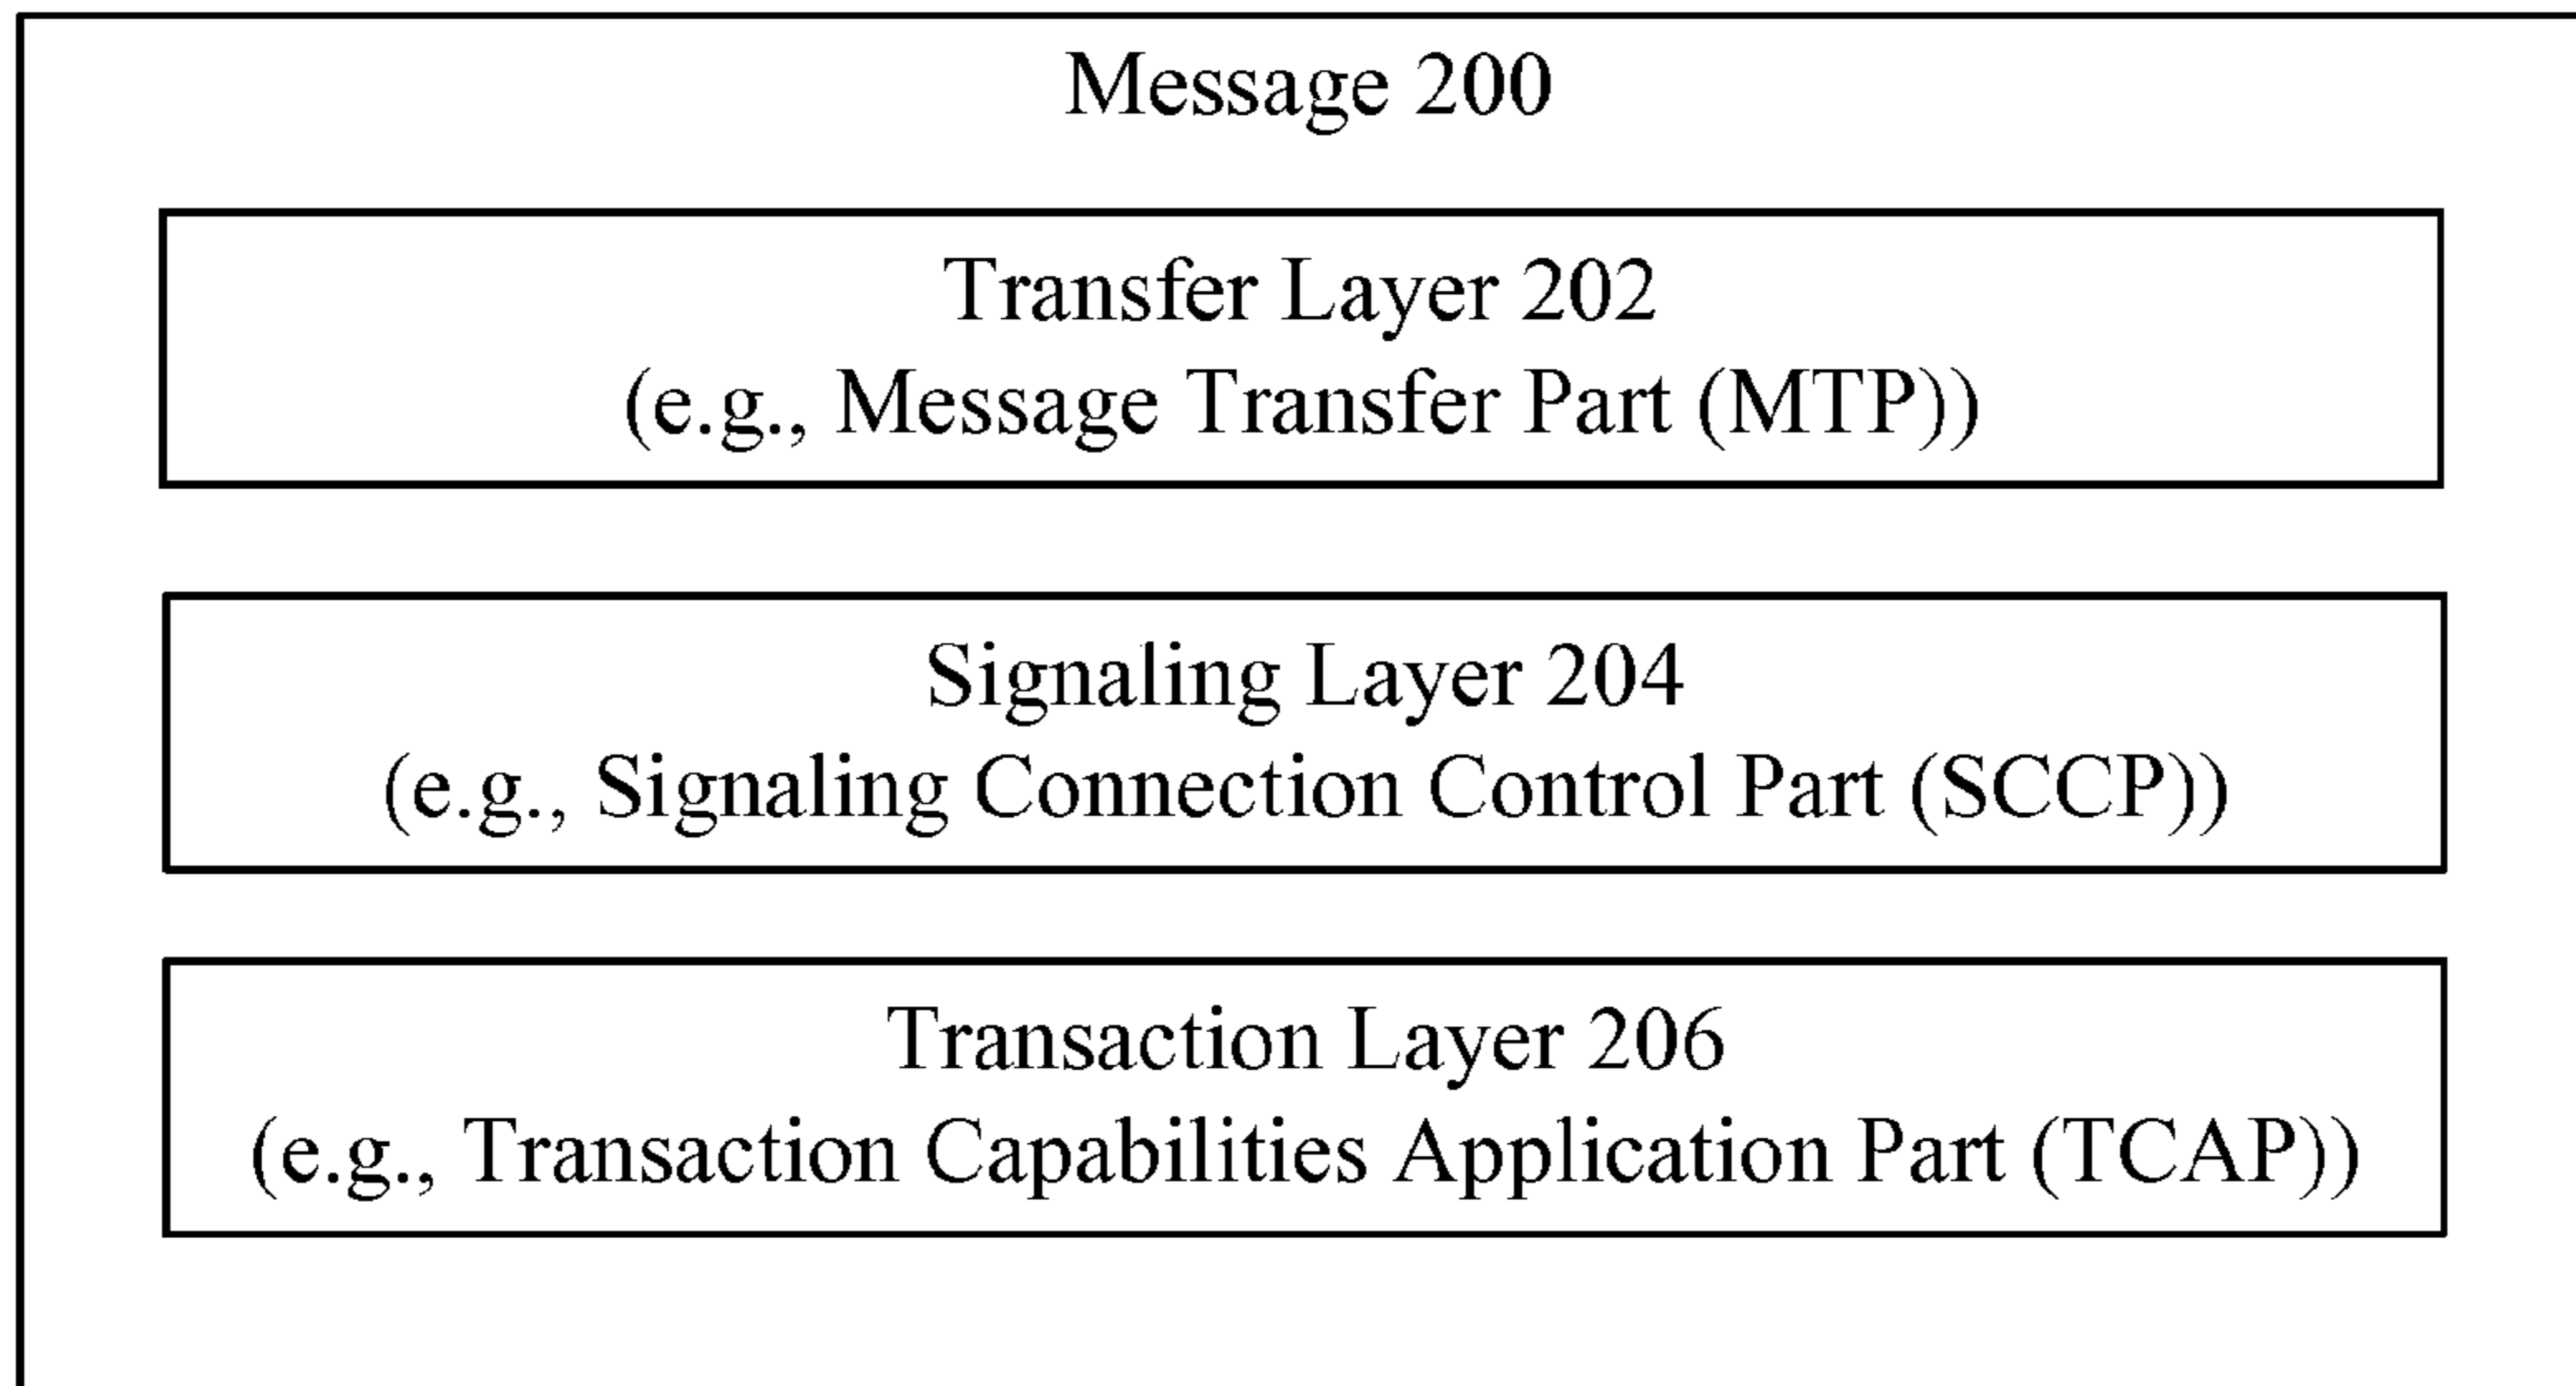 Message 200
Transfer Layer 202
(e.g., Message Transfer Part (MTP))
Signaling Layer 204
(e.g., Signaling Connection Control Part (SCCP))
Transaction Layer 206
(e.g., Transaction Capabilities Application Part (TCAP))